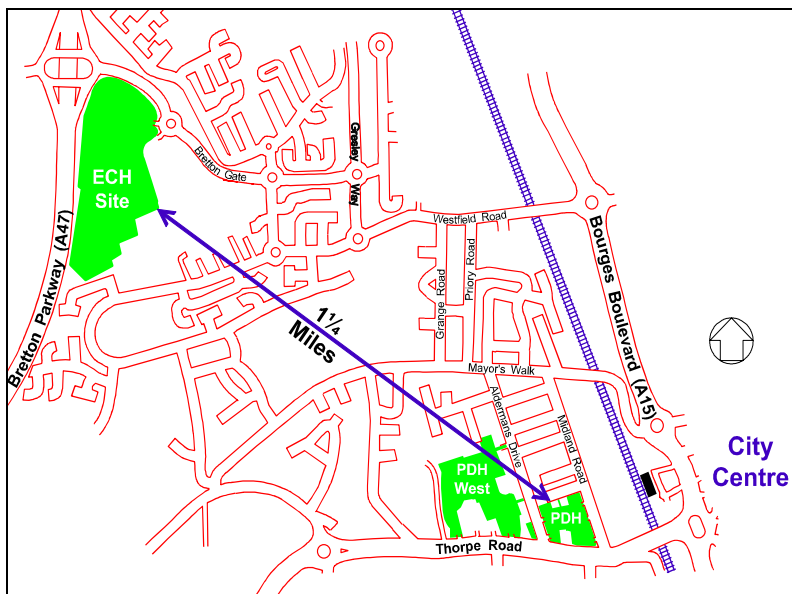 ECH
Site
Bretton Gate
Gresley Way
Westfield Road
Bretton Parkway (A47)
Grange Road
Priory Road
Bourges Boulevard (A15)
1¼
Miles
Mayor's Walk
Aldermans Drive
Midland Road
City
Centre
PDH
West
PDH
Thorpe Road